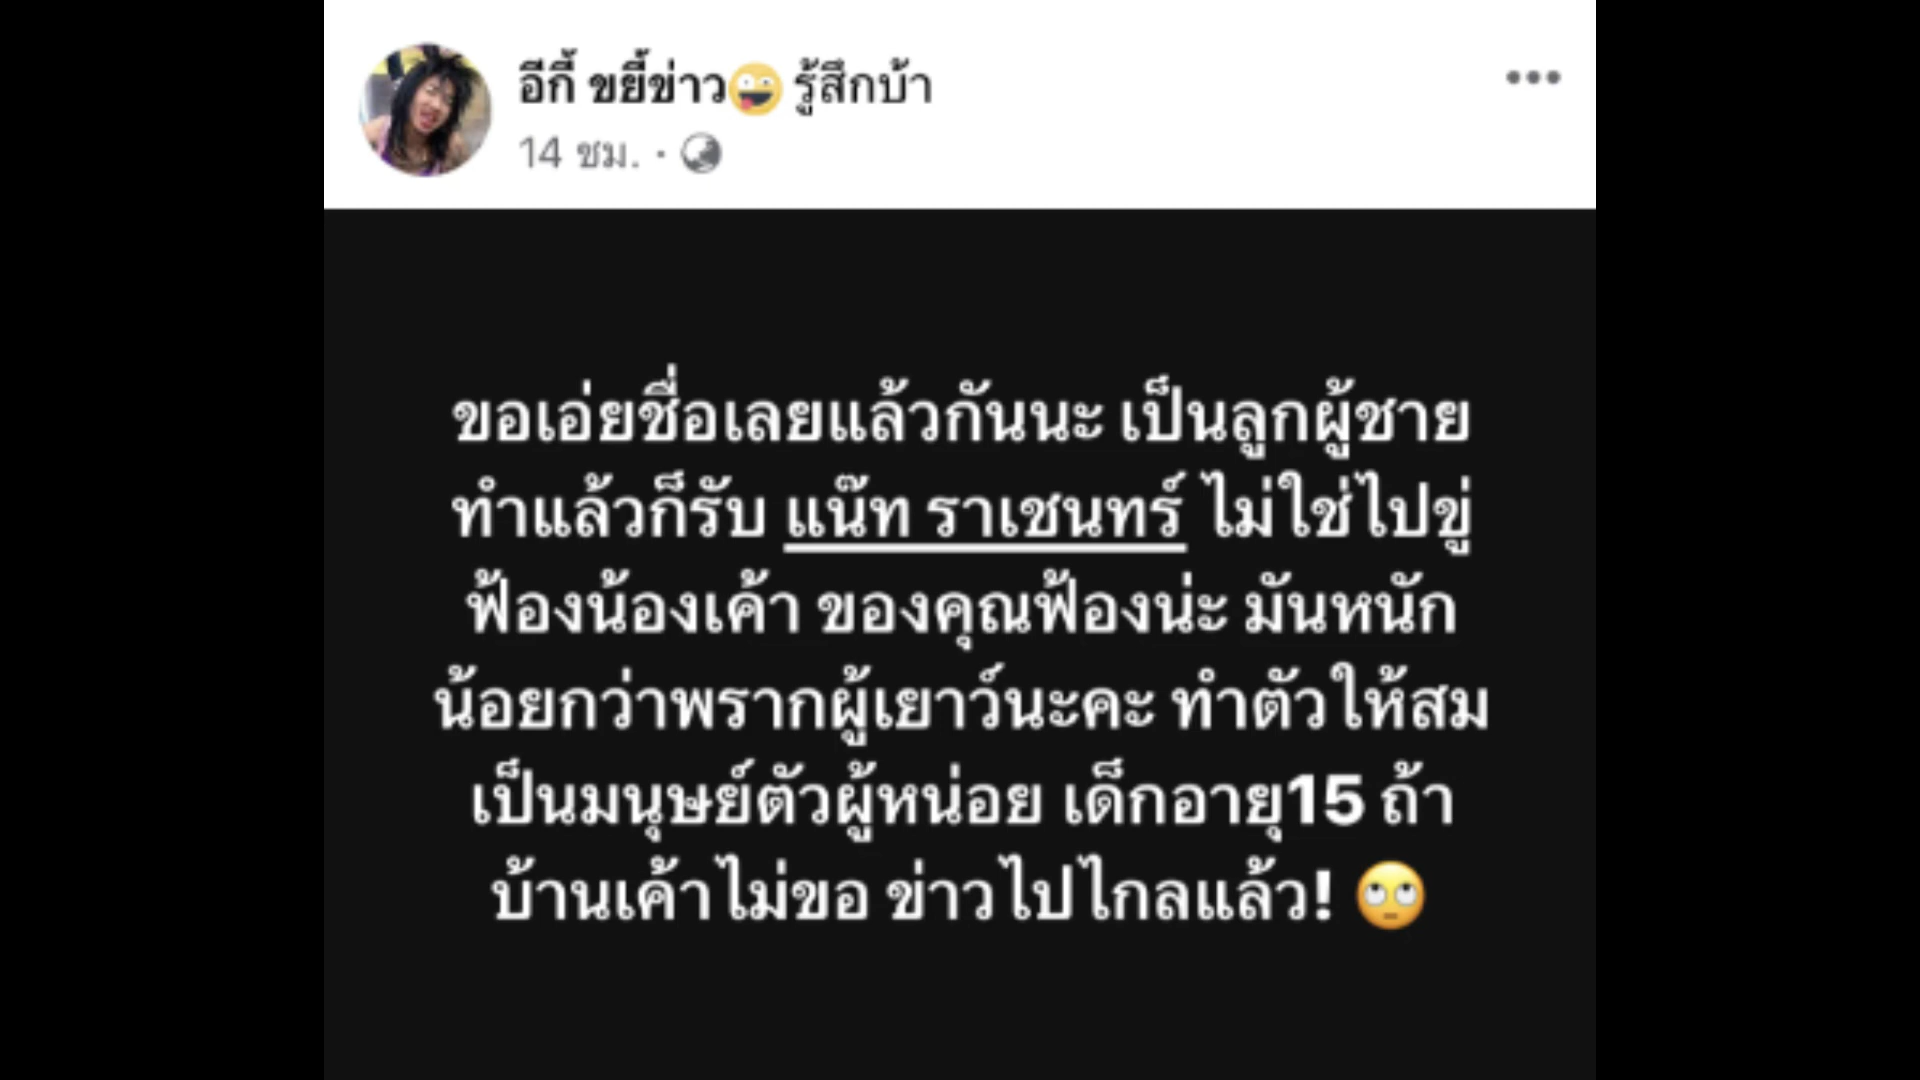 อีกี้ ขยี้ข่าว🤪 รู้สึกบ้า
14 ชม. ·
ขอเอ่ยชื่อเลยแล้วกันนะ เป็นลูกผู้ชาย
ทำแล้วก็รับ แน๊ท ราเชนทร์ ไม่ใช่ไปขู่
ฟ้องน้องเค้า ของคุณฟ้องน่ะ มันหนัก
น้อยกว่าพรากผู้เยาว์นะคะ ทำตัวให้สม
เป็นมนุษย์ตัวผู้หน่อย เด็กอายุ15 ถ้า
บ้านเค้าไม่ขอ ข่าวไปไกลแล้ว! 🙄